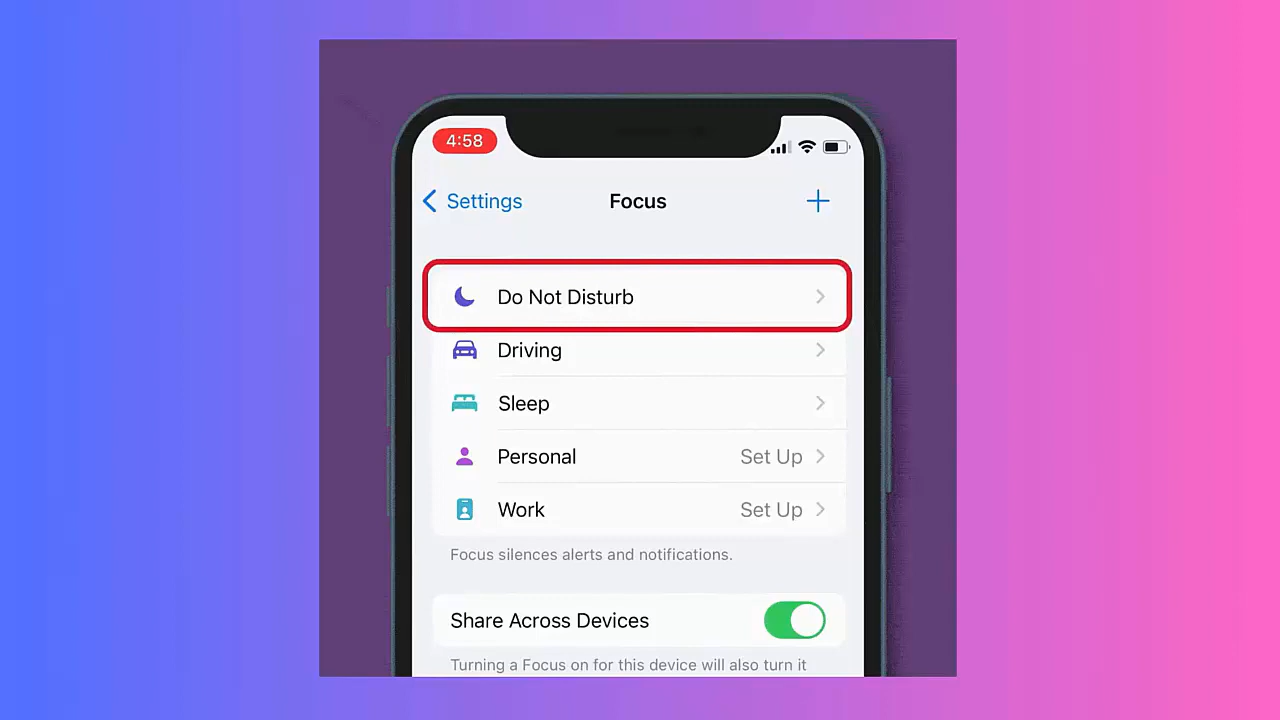 4:58
Settings
Focus
Do Not Disturb
Driving
Sleep
Personal Set Up
Work Set Up
Focus silences alerts and notifications.
Share Across Devices
Turning a Focus on for this device will also turn it